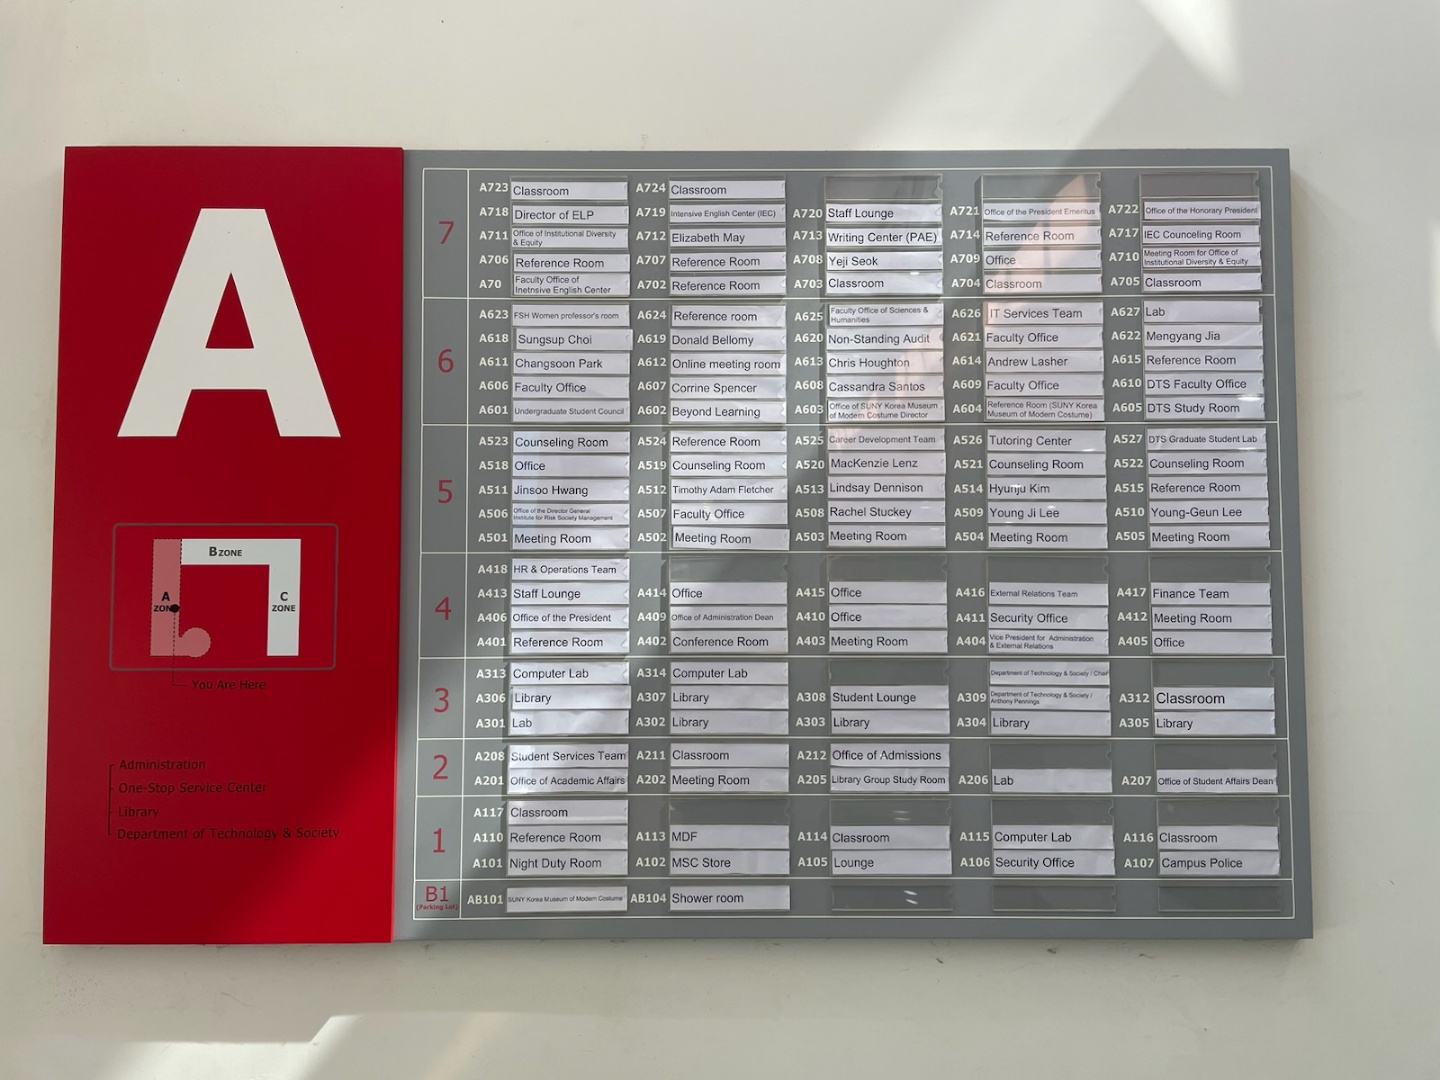 A
B ZONE
A
ZONE
C
ZONE
You Are Here
Administration
One-Stop Service Center
Library
Department of Technology & Society
7
A723 Classroom A724 Classroom
A718 Director of ELP A719 Intensive English Center (IEC) A720 Staff Lounge A721 Office of the President Emeritus A722 Office of the Honorary President
A711 Office of Institutional Diversity & Equity A712 Elizabeth May A713 Writing Center (PAE) A714 Reference Room A717 IEC Counceling Room
A706 Reference Room A707 Reference Room A708 Yeji Seok A709 Office A710 Meeting Room for Office of Institutional Diversity & Equity
A70 Faculty Office of Inetnsive English Center A702 Reference Room A703 Classroom A704 Classroom A705 Classroom
6
A623 FSH Women professor's room A624 Reference room A625 Faculty Office of Sciences & Humanities A626 IT Services Team A627 Lab
A618 Sungsup Choi A619 Donald Bellomy A620 Non-Standing Audit A621 Faculty Office A622 Mengyang Jia
A611 Changsoon Park A612 Online meeting room A613 Chris Houghton A614 Andrew Lasher A615 Reference Room
A606 Faculty Office A607 Corrine Spencer A608 Cassandra Santos A609 Faculty Office A610 DTS Faculty Office
A601 Undergraduate Student Council A602 Beyond Learning A603 Office of SUNY Korea Museum of Modern Costume Director A604 Reference Room (SUNY Korea Museum of Modern Costume) A605 DTS Study Room
5
A523 Counseling Room A524 Reference Room A525 Career Development Team A526 Tutoring Center A527 DTS Graduate Student Lab
A518 Office A519 Counseling Room A520 MacKenzie Lenz A521 Counseling Room A522 Counseling Room
A511 Jinsoo Hwang A512 Timothy Adam Fletcher A513 Lindsay Dennison A514 Hyunju Kim A515 Reference Room
A506 Office of the Director General Institute for Risk Society Management A507 Faculty Office A508 Rachel Stuckey A509 Young Ji Lee A510 Young-Geun Lee
A501 Meeting Room A502 Meeting Room A503 Meeting Room A504 Meeting Room A505 Meeting Room
4
A418 HR & Operations Team
A413 Staff Lounge A414 Office A415 Office A416 External Relations Team A417 Finance Team
A406 Office of the President A409 Office of Administration Dean A410 Office A411 Security Office A412 Meeting Room
A401 Reference Room A402 Conference Room A403 Meeting Room A404 Vice President for Administration & External Relations A405 Office
3
A313 Computer Lab A314 Computer Lab Department of Technology & Society / Chair
A306 Library A307 Library A308 Student Lounge A309 Department of Technology & Society / Anthony Pennings A312 Classroom
A301 Lab A302 Library A303 Library A304 Library A305 Library
2
A208 Student Services Team A211 Classroom A212 Office of Admissions
A201 Office of Academic Affairs A202 Meeting Room A205 Library Group Study Room A206 Lab A207 Office of Student Affairs Dean
1
A117 Classroom
A110 Reference Room A113 MDF A114 Classroom A115 Computer Lab A116 Classroom
A101 Night Duty Room A102 MSC Store A105 Lounge A106 Security Office A107 Campus Police
B1
(Parking Lot)
AB101 SUNY Korea Museum of Modern Costume AB104 Shower room